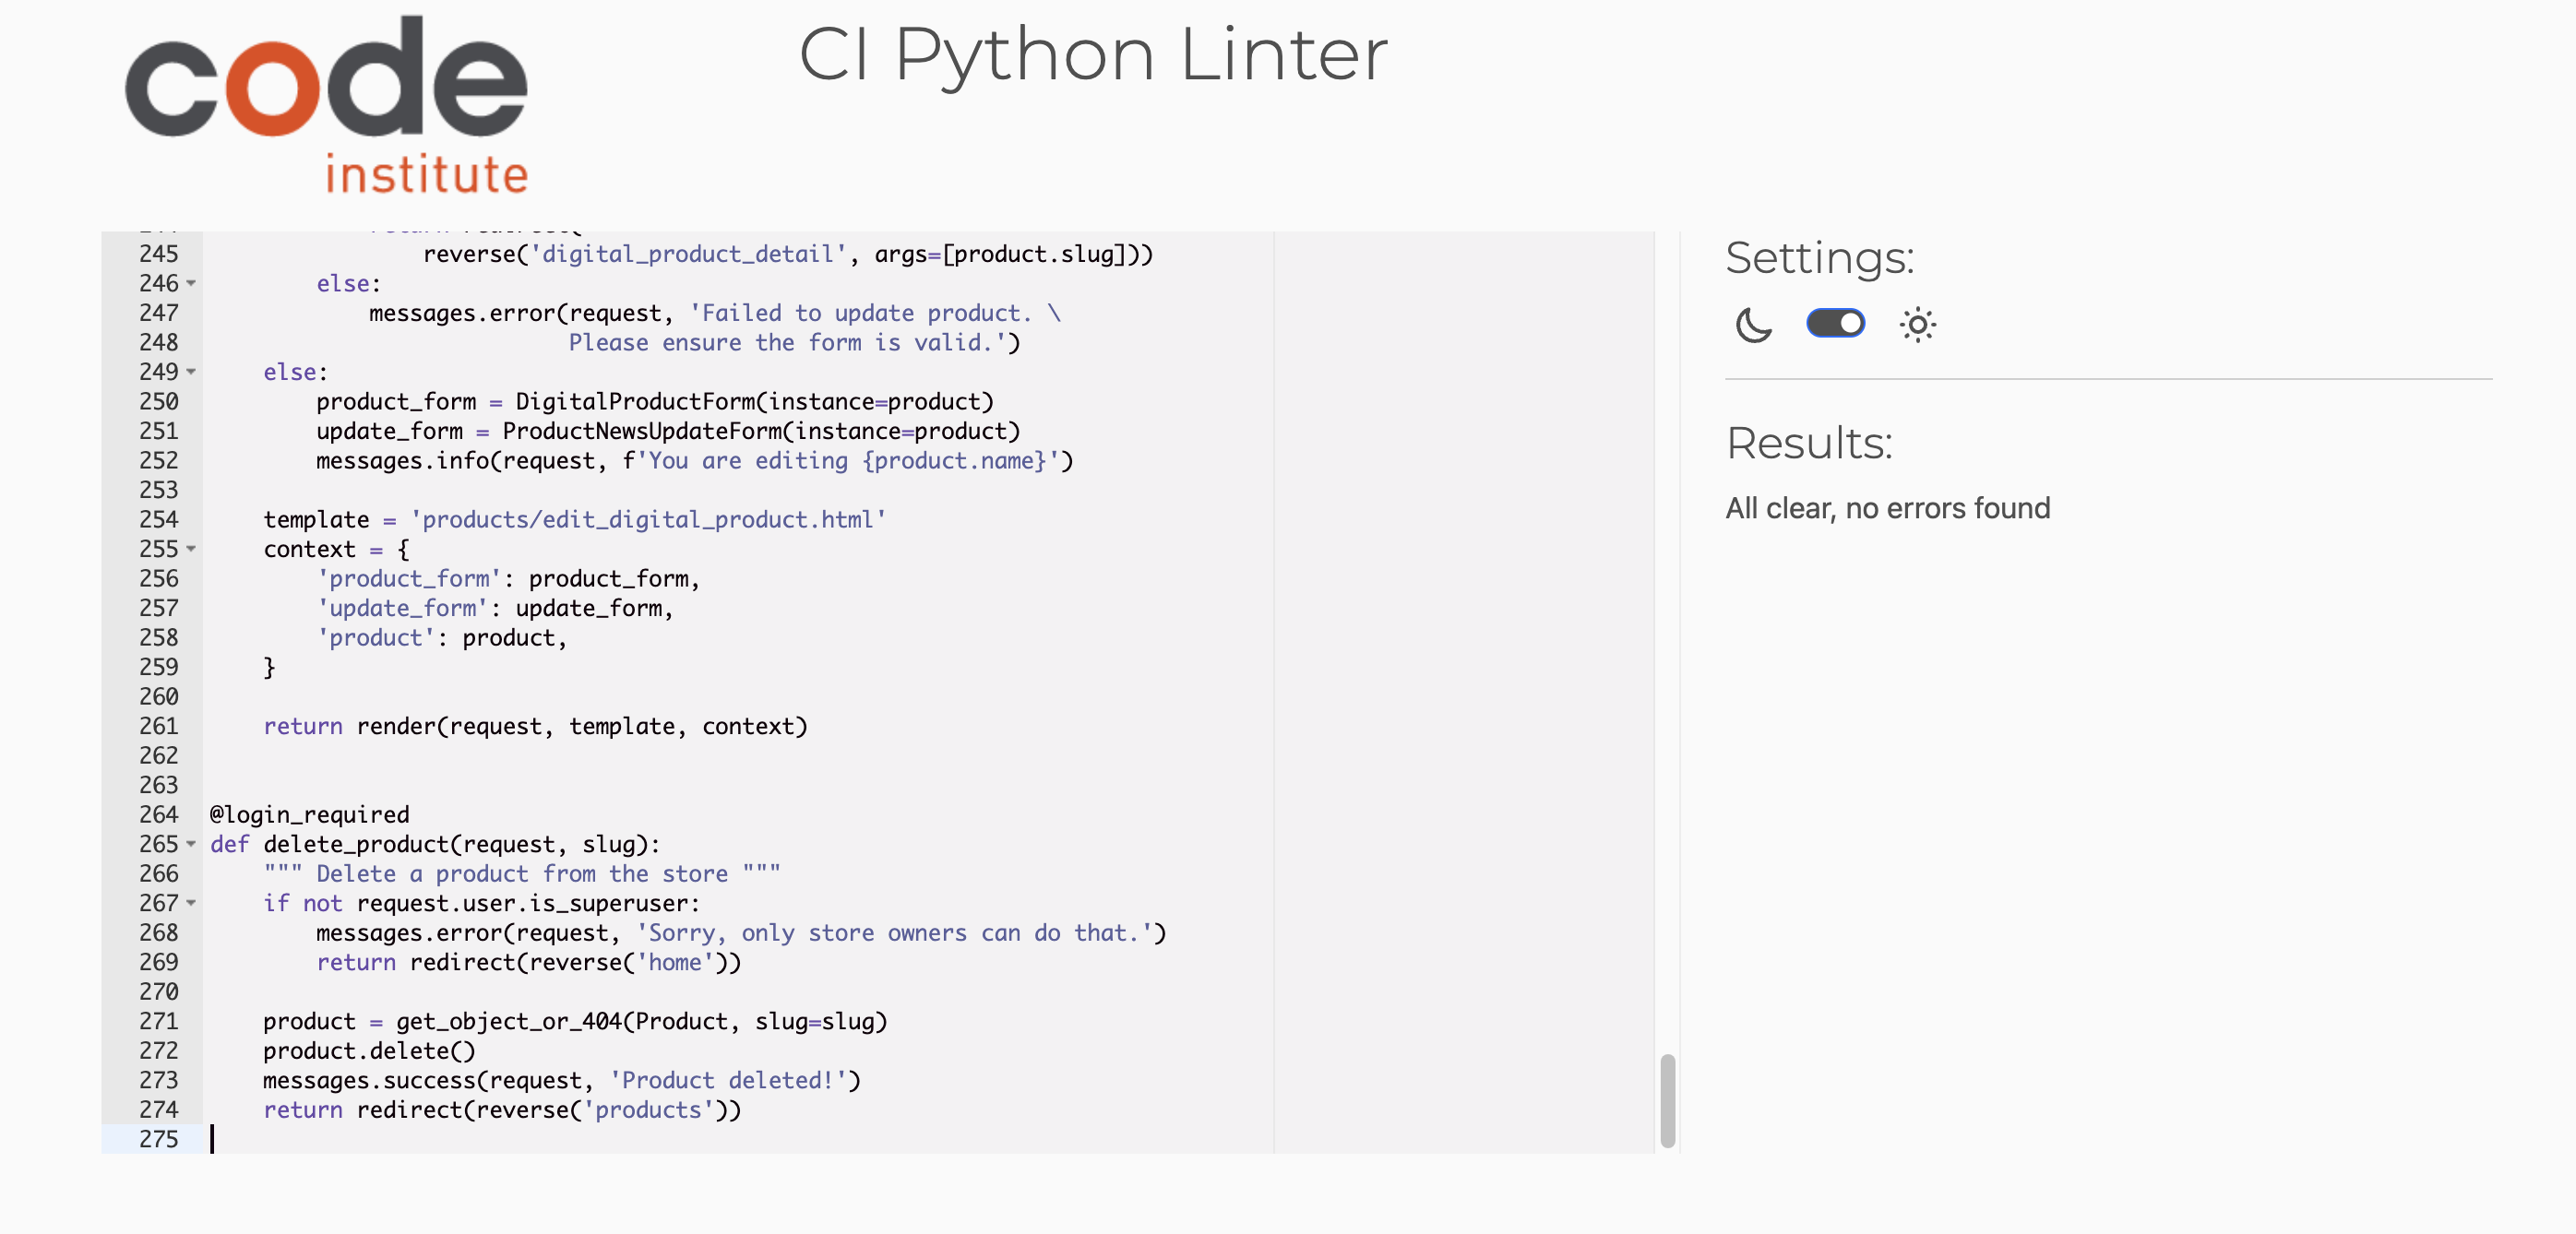 code
institute
CI Python Linter
245 reverse('digital_product_detail', args=[product.slug]))
246 else:
247 messages.error(request, 'Failed to update product. \
248 Please ensure the form is valid.')
249 else:
250 product_form = DigitalProductForm(instance=product)
251 update_form = ProductNewsUpdateForm(instance=product)
252 messages.info(request, f'You are editing {product.name}')
253
254 template = 'products/edit_digital_product.html'
255 context = {
256 'product_form': product_form,
257 'update_form': update_form,
258 'product': product,
259 }
260
261 return render(request, template, context)
262
263
264 @login_required
265 def delete_product(request, slug):
266 """ Delete a product from the store """
267 if not request.user.is_superuser:
268 messages.error(request, 'Sorry, only store owners can do that.')
269 return redirect(reverse('home'))
270
271 product = get_object_or_404(Product, slug=slug)
272 product.delete()
273 messages.success(request, 'Product deleted!')
274 return redirect(reverse('products'))
275
Settings:
Results:
All clear, no errors found